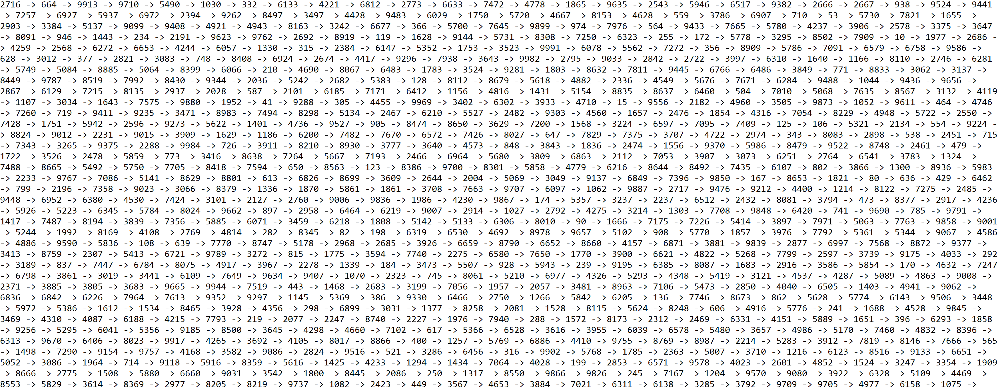 2716 -> 664 -> 9913 -> 9710 -> 5490 -> 1030 -> 332 -> 6133 -> 4221 -> 6812 -> 2773 -> 6633 -> 7472 -> 4778 -> 1865 -> 9635 -> 2543 -> 5946 -> 6517 -> 9382 -> 2666 -> 2667 -> 938 -> 9524 -> 9441
-> 7257 -> 6927 -> 5937 -> 6972 -> 2394 -> 9262 -> 8497 -> 3497 -> 4428 -> 9483 -> 6029 -> 1750 -> 5720 -> 4667 -> 8153 -> 4628 -> 559 -> 3786 -> 6907 -> 710 -> 53 -> 5730 -> 7821 -> 1655 ->
2903 -> 3384 -> 5137 -> 9099 -> 9408 -> 4921 -> 4943 -> 8163 -> 3242 -> 6677 -> 366 -> 5700 -> 7645 -> 9899 -> 974 -> 7976 -> 564 -> 9433 -> 7665 -> 5780 -> 4237 -> 3906 -> 2578 -> 3375 -> 3647
-> 8091 -> 946 -> 1443 -> 234 -> 2191 -> 9623 -> 9762 -> 2692 -> 8919 -> 119 -> 1628 -> 9144 -> 5731 -> 8308 -> 7250 -> 6323 -> 255 -> 172 -> 5778 -> 3295 -> 8502 -> 7909 -> 10 -> 1977 -> 2686 -
> 4259 -> 2568 -> 6272 -> 6653 -> 4244 -> 6057 -> 1330 -> 315 -> 2384 -> 6147 -> 5352 -> 1753 -> 3523 -> 9991 -> 6078 -> 5562 -> 7272 -> 356 -> 8909 -> 5786 -> 7091 -> 6579 -> 6758 -> 9586 ->
628 -> 3012 -> 377 -> 2821 -> 3083 -> 748 -> 8408 -> 6924 -> 2674 -> 4417 -> 9296 -> 7938 -> 3643 -> 9982 -> 2795 -> 9033 -> 2842 -> 2722 -> 3997 -> 6310 -> 1640 -> 1166 -> 8110 -> 2746 -> 6281
-> 5749 -> 5084 -> 8885 -> 5064 -> 8399 -> 6066 -> 210 -> 4690 -> 8067 -> 6483 -> 1783 -> 3524 -> 9281 -> 1803 -> 8632 -> 7811 -> 9445 -> 6766 -> 6486 -> 3849 -> 771 -> 8833 -> 3062 -> 3137 ->
8449 -> 9787 -> 8519 -> 7992 -> 8430 -> 9344 -> 2036 -> 5242 -> 2682 -> 5383 -> 128 -> 8112 -> 8679 -> 5618 -> 4882 -> 2336 -> 4549 -> 5676 -> 7671 -> 6284 -> 9488 -> 1044 -> 9436 -> 9656 ->
2867 -> 6129 -> 7215 -> 8135 -> 2937 -> 2028 -> 587 -> 2101 -> 6185 -> 7171 -> 6412 -> 1156 -> 4816 -> 1431 -> 5154 -> 8835 -> 8637 -> 6460 -> 504 -> 7010 -> 5068 -> 7635 -> 8567 -> 3132 -> 4119
-> 1107 -> 3034 -> 1643 -> 7575 -> 9880 -> 1952 -> 41 -> 9288 -> 305 -> 4455 -> 9969 -> 3402 -> 6302 -> 3933 -> 4710 -> 15 -> 9556 -> 2182 -> 4960 -> 3505 -> 9873 -> 1052 -> 9611 -> 464 -> 4746
-> 7260 -> 719 -> 9411 -> 9235 -> 3471 -> 8983 -> 7494 -> 8298 -> 5134 -> 2467 -> 6210 -> 5527 -> 2482 -> 9303 -> 4560 -> 1657 -> 2476 -> 1854 -> 4316 -> 7054 -> 8229 -> 4948 -> 5722 -> 2550 ->
7428 -> 1751 -> 5942 -> 2596 -> 9273 -> 5622 -> 1401 -> 4736 -> 9527 -> 905 -> 8474 -> 8650 -> 3629 -> 7200 -> 1568 -> 3224 -> 6597 -> 7095 -> 7409 -> 125 -> 106 -> 5321 -> 2134 -> 554 -> 9224 -
> 8824 -> 9012 -> 2231 -> 9015 -> 3909 -> 1629 -> 1186 -> 6200 -> 7482 -> 7670 -> 6572 -> 7426 -> 8027 -> 647 -> 7829 -> 7375 -> 3707 -> 4722 -> 2974 -> 343 -> 8083 -> 2898 -> 538 -> 2451 -> 715
-> 7343 -> 3265 -> 9375 -> 2288 -> 9984 -> 726 -> 3911 -> 8210 -> 8930 -> 3777 -> 3640 -> 4573 -> 848 -> 3843 -> 1836 -> 2474 -> 1556 -> 9370 -> 5986 -> 8479 -> 9522 -> 8748 -> 2461 -> 479 ->
1722 -> 3526 -> 2478 -> 5859 -> 773 -> 3416 -> 8638 -> 7264 -> 5667 -> 7193 -> 2466 -> 6964 -> 5680 -> 3809 -> 6863 -> 2112 -> 7053 -> 3907 -> 3073 -> 6251 -> 2764 -> 6541 -> 3783 -> 1324 ->
7488 -> 8665 -> 5492 -> 5750 -> 7705 -> 8418 -> 7594 -> 650 -> 8563 -> 123 -> 8386 -> 9700 -> 8301 -> 5858 -> 4779 -> 6216 -> 8644 -> 8492 -> 7435 -> 6107 -> 802 -> 3866 -> 1300 -> 8936 -> 5983
-> 2233 -> 9767 -> 7086 -> 5141 -> 8629 -> 8801 -> 613 -> 6826 -> 8699 -> 3609 -> 2644 -> 2004 -> 5069 -> 3049 -> 9137 -> 6849 -> 7396 -> 9850 -> 167 -> 8653 -> 1821 -> 80 -> 636 -> 429 -> 6462
-> 799 -> 2196 -> 7358 -> 9023 -> 3066 -> 8379 -> 1336 -> 1870 -> 5861 -> 1861 -> 3708 -> 7663 -> 9707 -> 6097 -> 1062 -> 9887 -> 2717 -> 9476 -> 9212 -> 4400 -> 1214 -> 8122 -> 7275 -> 2485 ->
9448 -> 6952 -> 6380 -> 4530 -> 7424 -> 3101 -> 2127 -> 2760 -> 9006 -> 9836 -> 1986 -> 4230 -> 9867 -> 174 -> 5357 -> 3237 -> 2237 -> 6512 -> 2432 -> 8081 -> 3794 -> 473 -> 8377 -> 2917 -> 4236
-> 5926 -> 5223 -> 6345 -> 5784 -> 8024 -> 9662 -> 897 -> 2958 -> 6464 -> 6219 -> 9007 -> 2914 -> 1027 -> 2792 -> 4275 -> 3214 -> 1303 -> 7708 -> 9848 -> 6420 -> 741 -> 9690 -> 785 -> 9791 ->
1417 -> 7487 -> 8194 -> 3839 -> 7356 -> 5885 -> 6071 -> 3459 -> 6218 -> 1808 -> 5142 -> 5133 -> 6306 -> 8010 -> 90 -> 1666 -> 7175 -> 7226 -> 5414 -> 3897 -> 7971 -> 5063 -> 7763 -> 9858 -> 9001
-> 5244 -> 1992 -> 8169 -> 4108 -> 2769 -> 4814 -> 282 -> 8345 -> 82 -> 198 -> 6319 -> 6530 -> 4692 -> 8978 -> 9657 -> 5102 -> 908 -> 5770 -> 1857 -> 3976 -> 7792 -> 5361 -> 5344 -> 9067 -> 4586
-> 4886 -> 9590 -> 5836 -> 108 -> 639 -> 7770 -> 8747 -> 5178 -> 2968 -> 2685 -> 3926 -> 6659 -> 8790 -> 6652 -> 8660 -> 4157 -> 6871 -> 3881 -> 9839 -> 2877 -> 6997 -> 7568 -> 8872 -> 9377 ->
3413 -> 8759 -> 2307 -> 5413 -> 6721 -> 9789 -> 3272 -> 815 -> 1775 -> 3594 -> 7740 -> 2275 -> 6580 -> 7650 -> 1770 -> 3900 -> 6621 -> 4822 -> 5268 -> 7799 -> 2597 -> 3739 -> 9175 -> 4033 -> 292
-> 3189 -> 837 -> 7447 -> 6784 -> 8075 -> 4917 -> 3967 -> 2278 -> 1339 -> 184 -> 3473 -> 5507 -> 928 -> 5943 -> 239 -> 9195 -> 6385 -> 8087 -> 1683 -> 2916 -> 3586 -> 5854 -> 170 -> 4632 -> 7247
-> 6798 -> 3861 -> 3019 -> 3441 -> 6109 -> 7649 -> 9634 -> 9407 -> 1070 -> 2323 -> 745 -> 8061 -> 5210 -> 6977 -> 4326 -> 5293 -> 4348 -> 5419 -> 3121 -> 4537 -> 4287 -> 5089 -> 4863 -> 9008 ->
2371 -> 3885 -> 3805 -> 3683 -> 9665 -> 9944 -> 7519 -> 443 -> 1468 -> 2683 -> 3199 -> 7056 -> 1957 -> 2057 -> 3481 -> 8963 -> 7106 -> 5473 -> 2850 -> 4040 -> 6505 -> 1403 -> 4941 -> 9062 ->
6836 -> 6842 -> 6226 -> 7964 -> 7613 -> 9352 -> 9297 -> 1145 -> 5369 -> 386 -> 9330 -> 6466 -> 2750 -> 1266 -> 5842 -> 6205 -> 136 -> 7746 -> 8673 -> 862 -> 5628 -> 5774 -> 6143 -> 9506 -> 3448
-> 5972 -> 5386 -> 1612 -> 1534 -> 8465 -> 3928 -> 4356 -> 298 -> 6899 -> 3031 -> 1377 -> 8258 -> 2081 -> 1528 -> 8115 -> 5624 -> 8248 -> 606 -> 4916 -> 5776 -> 241 -> 1688 -> 4528 -> 9845 ->
3469 -> 4310 -> 4087 -> 6188 -> 4215 -> 7793 -> 219 -> 2077 -> 2247 -> 8740 -> 2227 -> 1976 -> 7940 -> 288 -> 1572 -> 8173 -> 2312 -> 2469 -> 6331 -> 4151 -> 5889 -> 1651 -> 396 -> 6293 -> 1858
-> 9256 -> 5295 -> 6041 -> 5356 -> 9185 -> 8500 -> 3645 -> 4298 -> 4660 -> 7102 -> 617 -> 5366 -> 6528 -> 3616 -> 3955 -> 6039 -> 6578 -> 5480 -> 3657 -> 4986 -> 5170 -> 7460 -> 4832 -> 8396 ->
6313 -> 9670 -> 6406 -> 8023 -> 9917 -> 4265 -> 3692 -> 4105 -> 8017 -> 8866 -> 400 -> 1257 -> 5769 -> 6886 -> 4410 -> 9755 -> 8769 -> 8987 -> 2214 -> 5283 -> 3912 -> 7819 -> 8146 -> 7666 -> 565
-> 1498 -> 7290 -> 9154 -> 9757 -> 4168 -> 3582 -> 9086 -> 2824 -> 9516 -> 521 -> 3286 -> 6456 -> 316 -> 9902 -> 5768 -> 1785 -> 2363 -> 5007 -> 3710 -> 1216 -> 6123 -> 8516 -> 9133 -> 6651 ->
5052 -> 3086 -> 1964 -> 714 -> 9118 -> 5916 -> 8359 -> 5616 -> 1425 -> 4233 -> 1294 -> 1434 -> 7064 -> 4028 -> 199 -> 2853 -> 6571 -> 9578 -> 4023 -> 2601 -> 4852 -> 1524 -> 3247 -> 3354 -> 1909
-> 8666 -> 2775 -> 1508 -> 5880 -> 6660 -> 9031 -> 3542 -> 1800 -> 8445 -> 2086 -> 250 -> 1317 -> 8550 -> 9866 -> 9826 -> 245 -> 7167 -> 1204 -> 9570 -> 9080 -> 3922 -> 6328 -> 5109 -> 4469 ->
8553 -> 5829 -> 3614 -> 8369 -> 2977 -> 8205 -> 8219 -> 9737 -> 1082 -> 2423 -> 449 -> 3567 -> 4653 -> 3884 -> 7021 -> 6311 -> 6138 -> 3285 -> 3792 -> 9709 -> 9705 -> 4977 -> 6158 -> 1075 ->